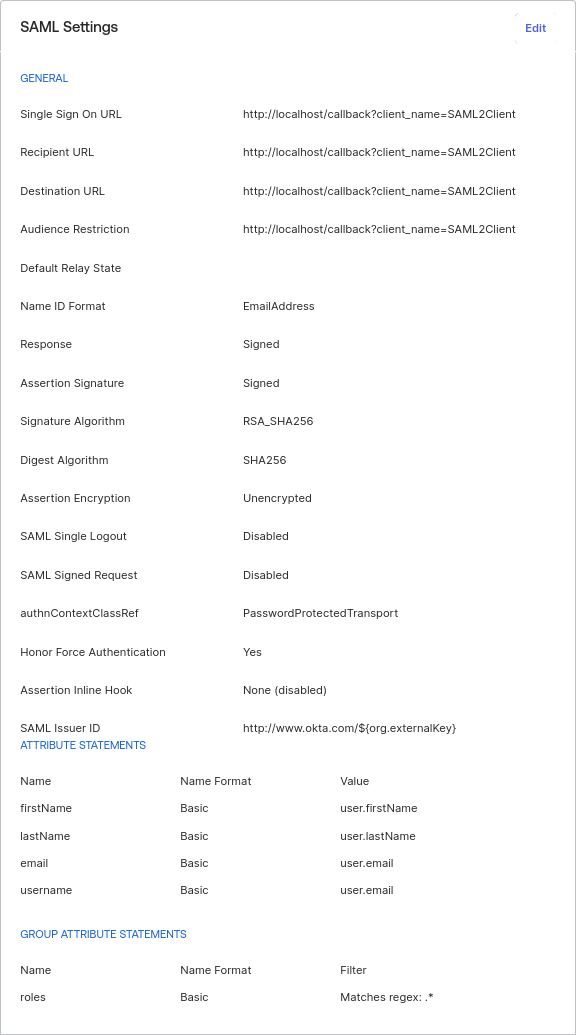 SAML Settings Edit
GENERAL
Single Sign On URL http://localhost/callback?client_name=SAML2Client
Recipient URL http://localhost/callback?client_name=SAML2Client
Destination URL http://localhost/callback?client_name=SAML2Client
Audience Restriction http://localhost/callback?client_name=SAML2Client
Default Relay State
Name ID Format EmailAddress
Response Signed
Assertion Signature Signed
Signature Algorithm RSA_SHA256
Digest Algorithm SHA256
Assertion Encryption Unencrypted
SAML Single Logout Disabled
SAML Signed Request Disabled
authnContextClassRef PasswordProtectedTransport
Honor Force Authentication Yes
Assertion Inline Hook None (disabled)
SAML Issuer ID http://www.okta.com/${org.externalKey}
ATTRIBUTE STATEMENTS
Name Name Format Value
firstName Basic user.firstName
lastName Basic user.lastName
email Basic user.email
username Basic user.email
GROUP ATTRIBUTE STATEMENTS
Name Name Format Filter
roles Basic Matches regex: .*